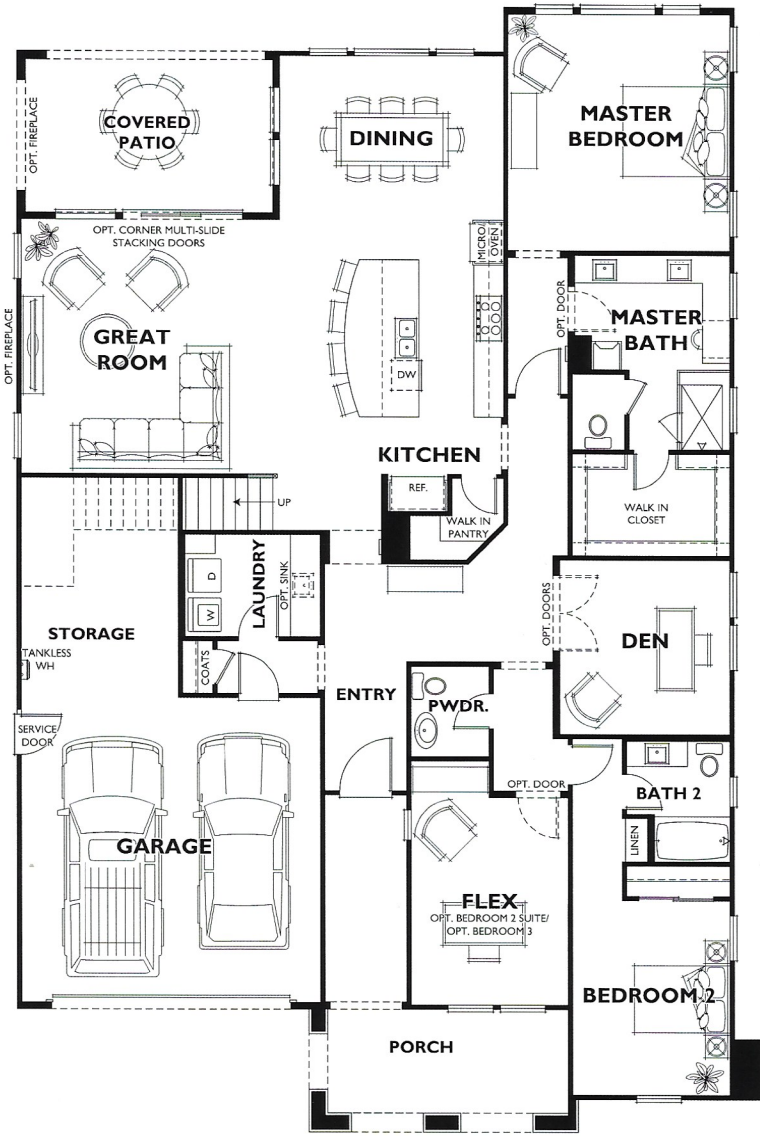 COVERED
PATIO
OPT. FIREPLACE
DINING
MASTER
BEDROOM
OPT. CORNER MULTI-SLIDE
STACKING DOORS
MICRO
OVEN
OPT. DOOR
OPT. FIREPLACE
GREAT
ROOM
MASTER
BATH
DW
KITCHEN
REF.
UP
WALK IN
PANTRY
WALK IN
CLOSET
LAUNDRY
D
W
OPT. SINK
OPT. DOORS
DEN
STORAGE
TANKLESS
WH
COATS
ENTRY
PWDR.
SERVICE
DOOR
OPT. DOOR
BATH 2
LINEN
GARAGE
FLEX
OPT. BEDROOM 2 SUITE/
OPT. BEDROOM 3
BEDROOM 2
PORCH